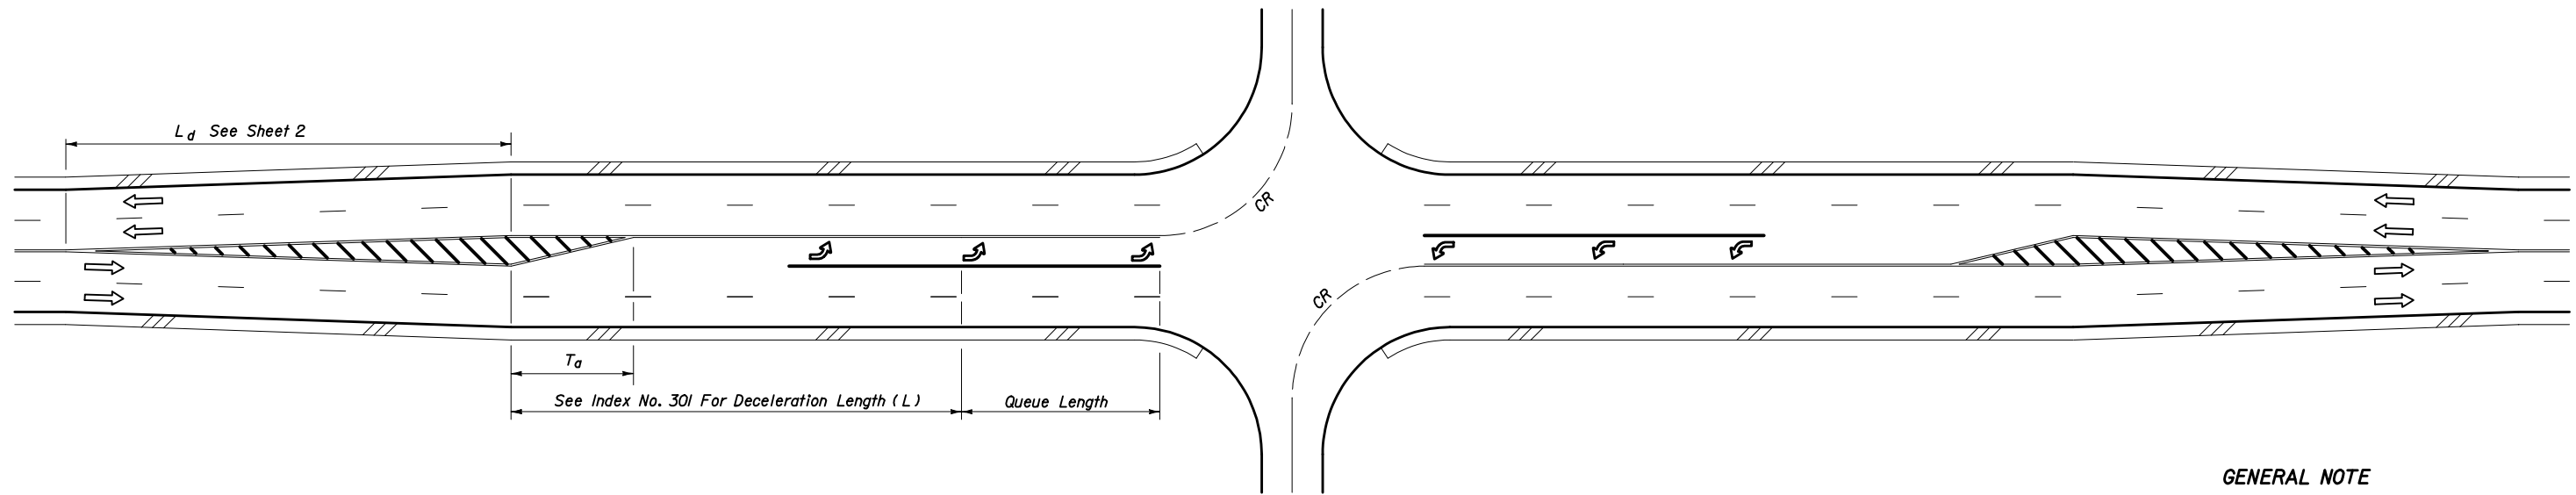 L d See Sheet 2
CR
CR
T a
See Index No. 301 For Deceleration Length ( L )
Queue Length
GENERAL NOTE